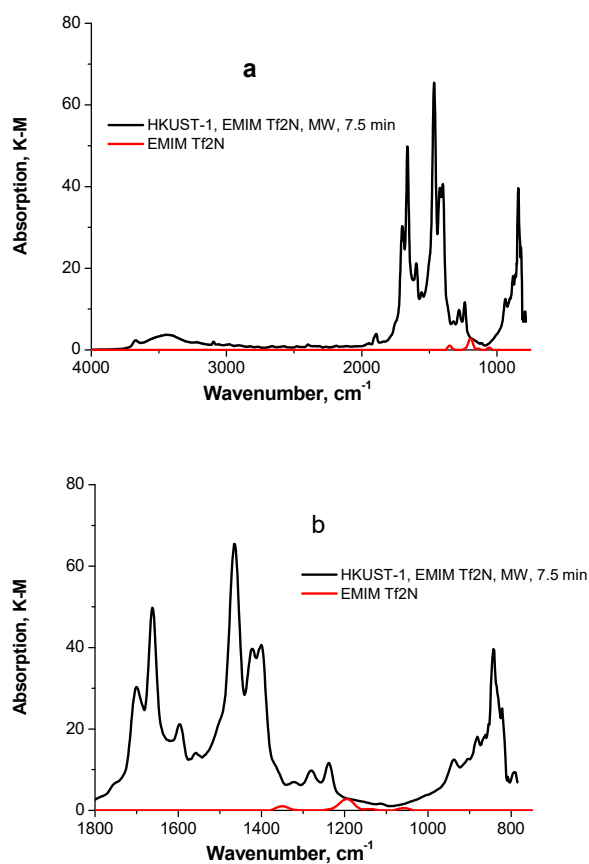 80
a
60
HKUST-1, EMIM Tf2N, MW, 7.5 min
EMIM Tf2N
40
20
0
4000 3000 2000 1000
Absorption, K-M
Wavenumber, cm-1
80
b
60
HKUST-1, EMIM Tf2N, MW, 7.5 min
EMIM Tf2N
40
20
0
1800 1600 1400 1200 1000 800
Absorption, K-M
Wavenumber, cm-1